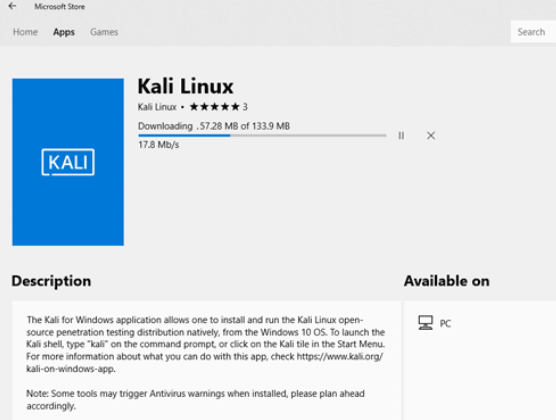 Microsoft Store
Home Apps Games
Search
Kali Linux
Kali Linux • ★★★★★ 3
Downloading .57.28 MB of 133.9 MB
17.8 Mb/s
KALI
Description
The Kali for Windows application allows one to install and run the Kali Linux open-
source penetration testing distribution natively, from the Windows 10 OS. To launch the
Kali shell, type "kali" on the command prompt, or click on the Kali tile in the Start Menu.
For more information about what you can do with this app, check https://www.kali.org/
kali-on-windows-app.
Note: Some tools may trigger Antivirus warnings when installed, please plan ahead
accordingly.
Available on
PC